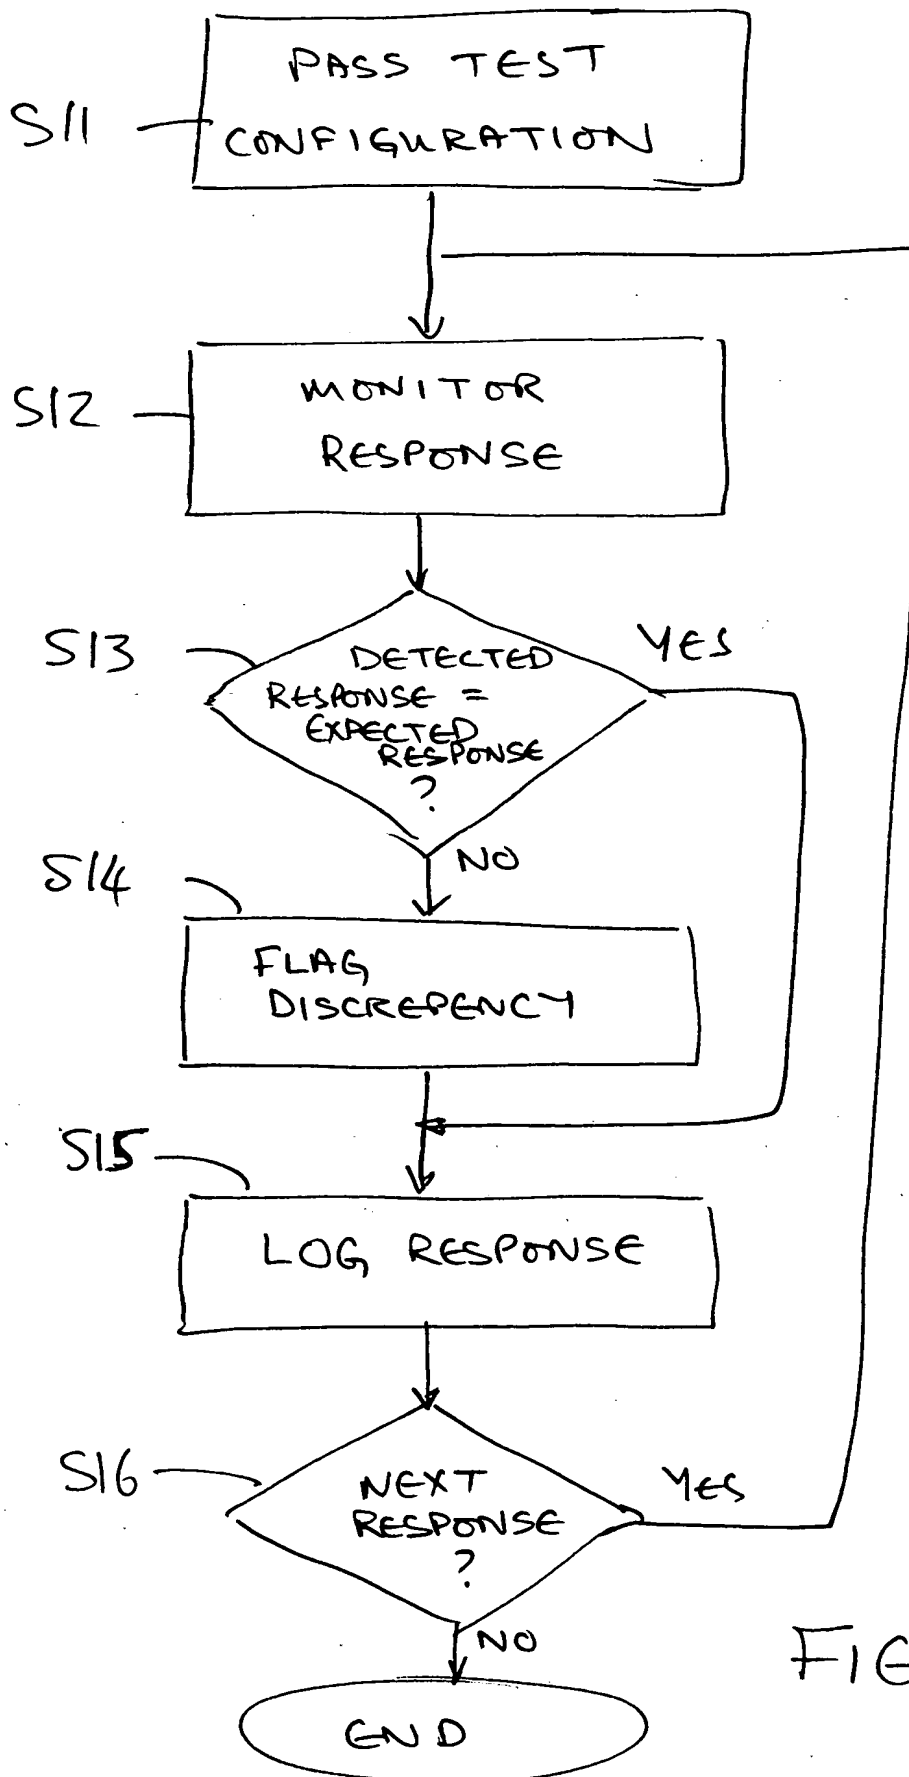 PASS TEST
S11
CONFIGURATION
MONITOR
S12
RESPONSE
S13
YES
DETECTED
RESPONSE =
EXPECTED
RESPONSE
?
NO
S14
FLAG
DISCREPENCY
S15
LOG RESPONSE
S16
NEXT
YES
RESPONSE
?
NO
FIG
END